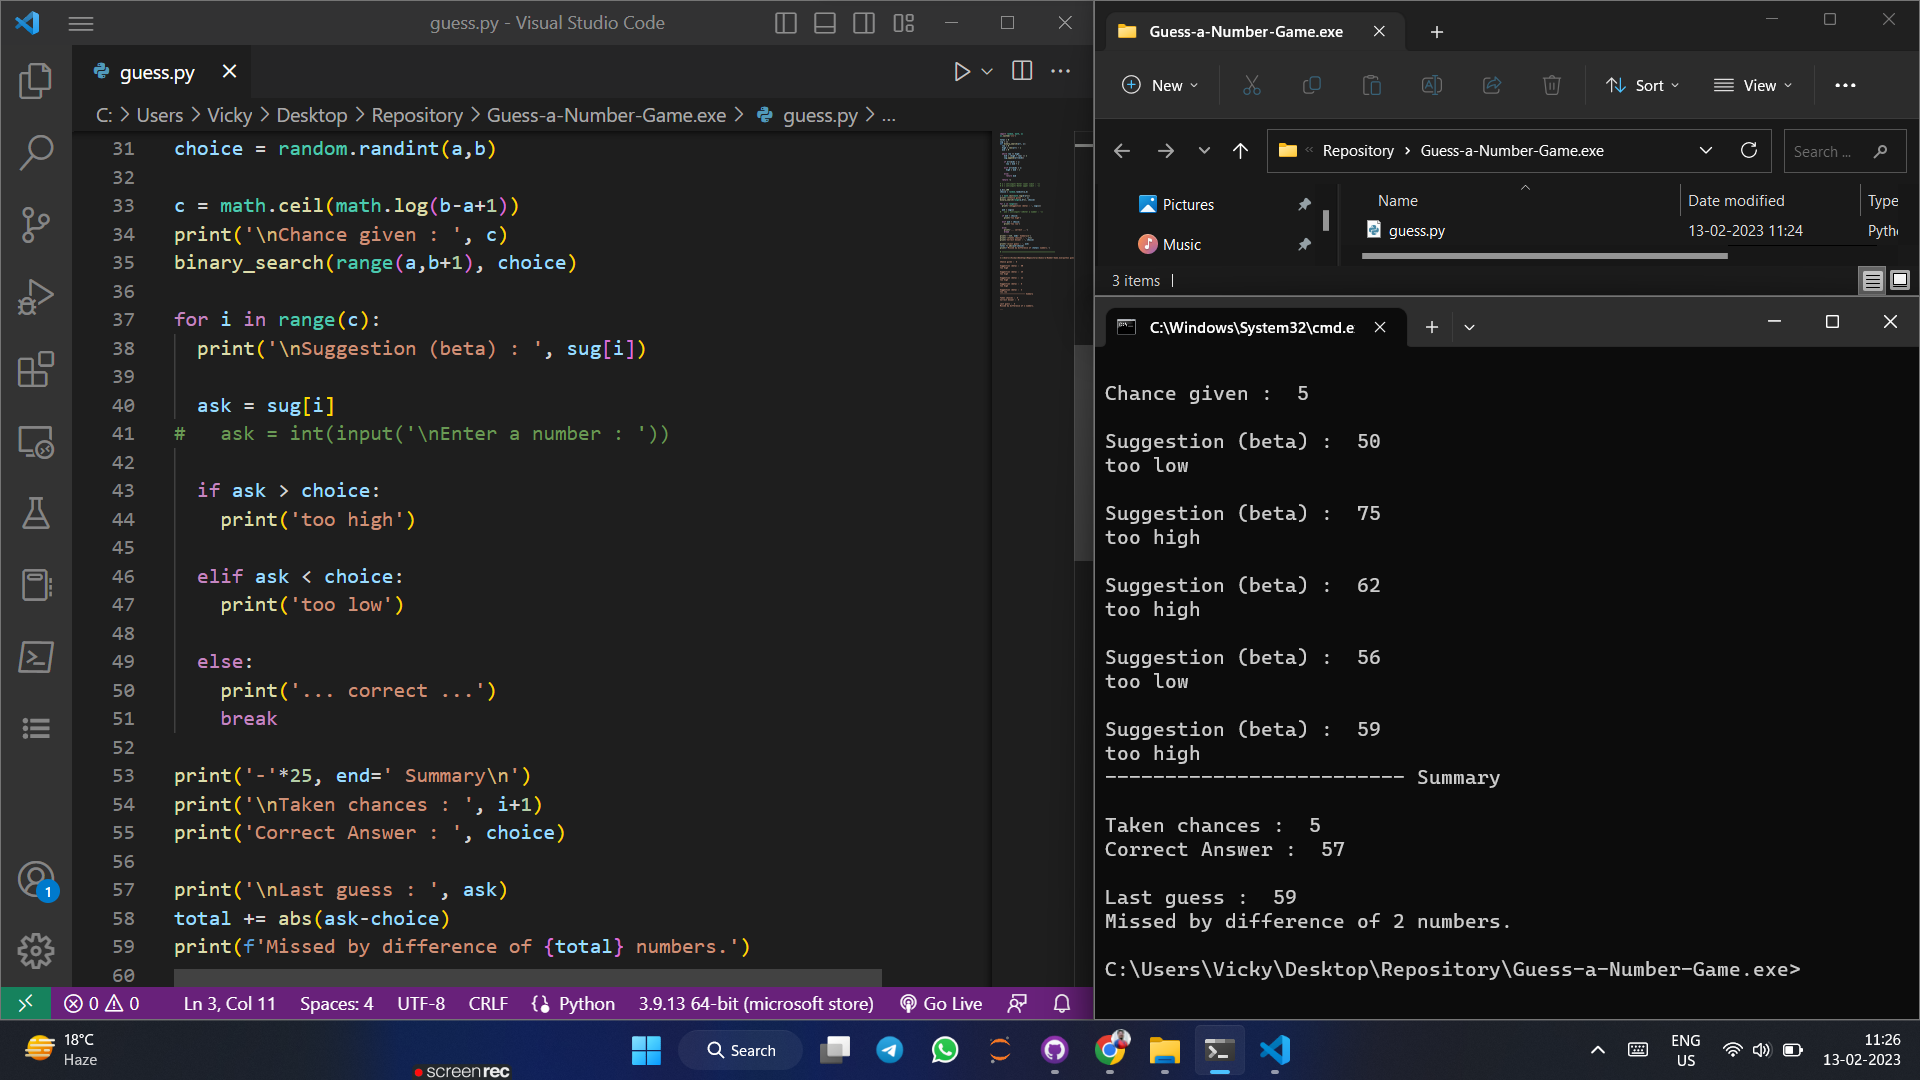 guess.py - Visual Studio Code
guess.py
C: > Users > Vicky > Desktop > Repository > Guess-a-Number-Game.exe > guess.py > ...
31 choice = random.randint(a,b)
32
33 c = math.ceil(math.log(b-a+1))
34 print('\nChance given : ', c)
35 binary_search(range(a,b+1), choice)
36
37 for i in range(c):
38 print('\nSuggestion (beta) : ', sug[i])
39
40 ask = sug[i]
41 #   ask = int(input('\nEnter a number : '))
42
43 if ask > choice:
44 print('too high')
45
46 elif ask < choice:
47 print('too low')
48
49 else:
50 print('... correct ...')
51 break
52
53 print('-'*25, end=' Summary\n')
54 print('\nTaken chances : ', i+1)
55 print('Correct Answer : ', choice)
56
57 print('\nLast guess : ', ask)
58 total += abs(ask-choice)
59 print(f'Missed by difference of {total} numbers.')
60
1
0 0 Ln 3, Col 11 Spaces: 4 UTF-8 CRLF Python 3.9.13 64-bit (microsoft store) Go Live
Guess-a-Number-Game.exe
New Sort View
Repository > Guess-a-Number-Game.exe Search ...
Pictures
Music
Name Date modified Type
guess.py 13-02-2023 11:24 Pytho
3 items
C:\Windows\System32\cmd.e
Chance given :  5
Suggestion (beta) :  50
too low
Suggestion (beta) :  75
too high
Suggestion (beta) :  62
too high
Suggestion (beta) :  56
too low
Suggestion (beta) :  59
too high
------------------------- Summary
Taken chances :  5
Correct Answer :  57
Last guess :  59
Missed by difference of 2 numbers.
C:\Users\Vicky\Desktop\Repository\Guess-a-Number-Game.exe>
18°C
Haze
screenrec
Search
ENG
US
11:26
13-02-2023